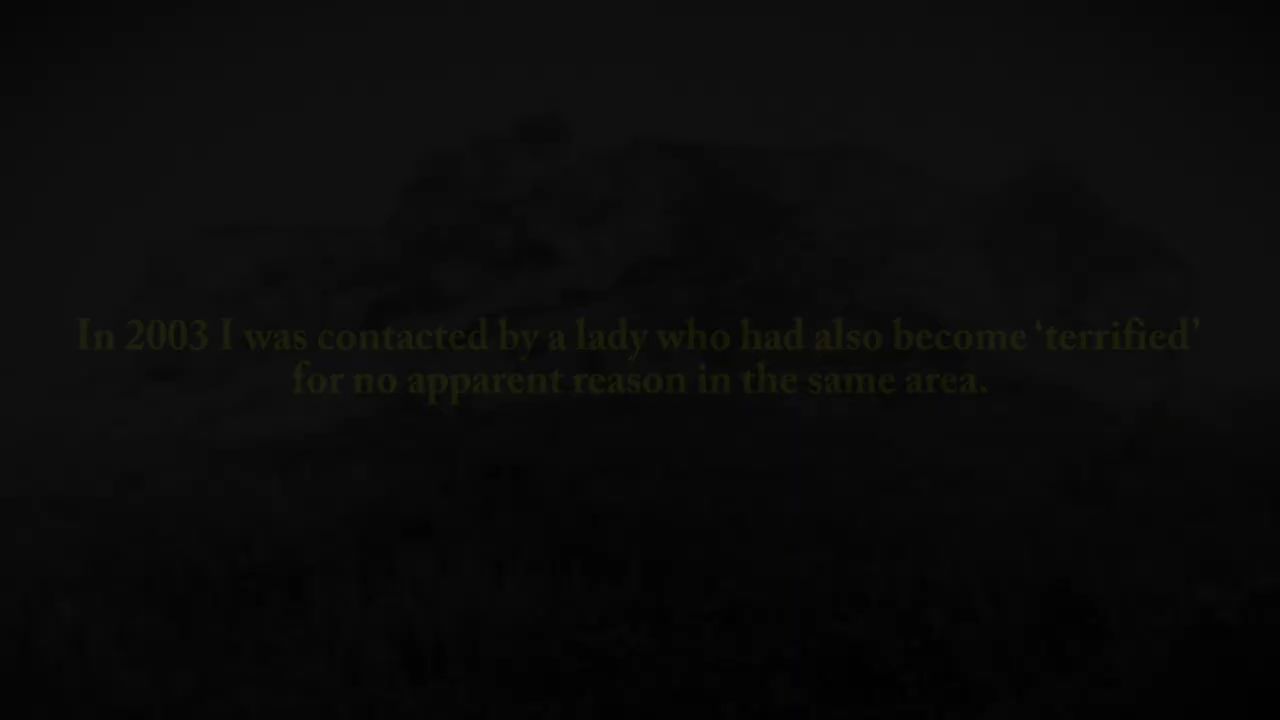 In 2003 I was contacted by a lady who had also become ‘terrified’
for no apparent reason in the same area.